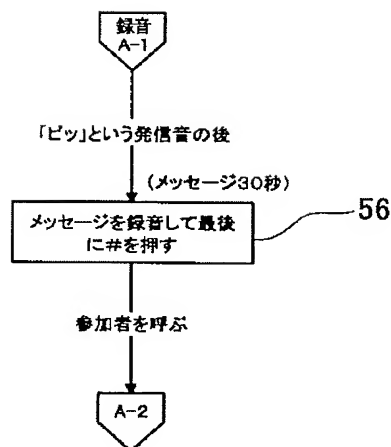 録音
A-1
「ピッ」という発信音の後
(メッセージ30秒)
メッセージを録音して最後
に#を押す
56
参加者を呼ぶ
A-2